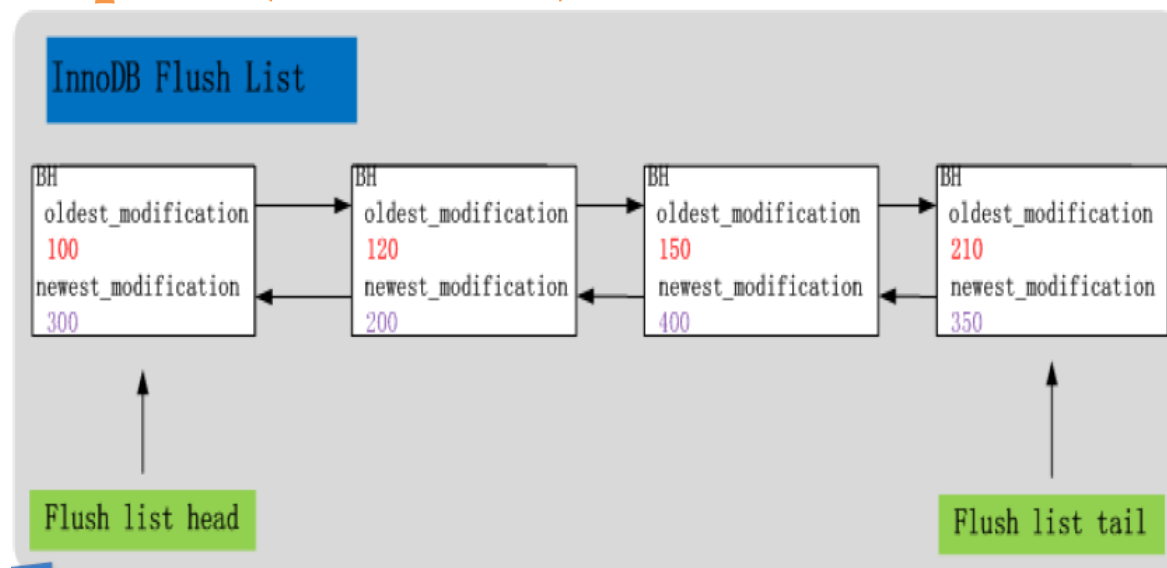 InnoDB Flush List
BH
oldest_modification
100
newest_modification
300
BH
oldest_modification
120
newest_modification
200
BH
oldest_modification
150
newest_modification
400
BH
oldest_modification
210
newest_modification
350
Flush list head
Flush list tail